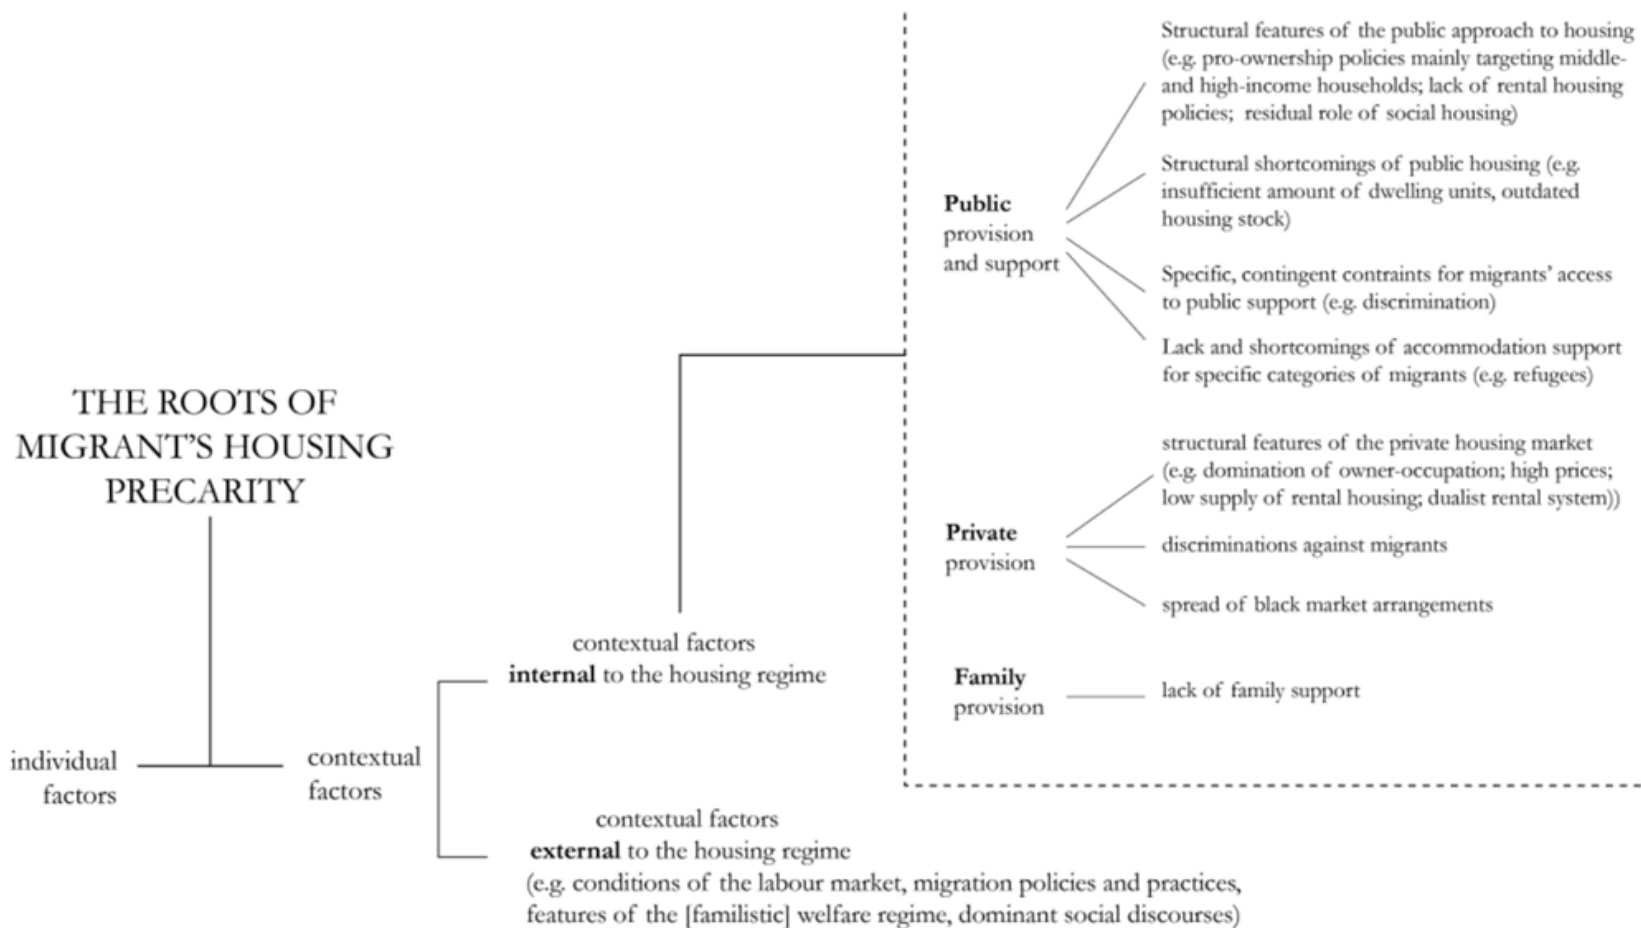 THE ROOTS OF
MIGRANT'S HOUSING
PRECARITY
individual
factors
contextual
factors
contextual factors
internal to the housing regime
contextual factors
external to the housing regime
(e.g. conditions of the labour market, migration policies and practices,
features of the [familistic] welfare regime, dominant social discourses)
Public
provision
and support
Structural features of the public approach to housing
(e.g. pro-ownership policies mainly targeting middle-
and high-income households; lack of rental housing
policies; residual role of social housing)
Structural shortcomings of public housing (e.g.
insufficient amount of dwelling units, outdated
housing stock)
Specific, contingent contraints for migrants' access
to public support (e.g. discrimination)
Lack and shortcomings of accommodation support
for specific categories of migrants (e.g. refugees)
Private
provision
structural features of the private housing market
(e.g. domination of owner-occupation; high prices;
low supply of rental housing; dualist rental system))
discriminations against migrants
spread of black market arrangements
Family
provision
lack of family support